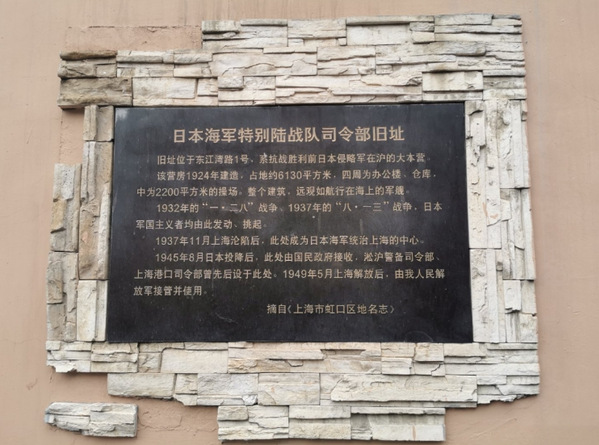 日本海军特别陆战队司令部旧址
旧址位于东江湾路1号，系抗战胜利前日本侵略军在沪的大本营。
该营房1924年建造，占地约6130平方米，四周为办公楼、仓库，
中为2200平方米的操场，整个建筑，远观如航行在海上的军舰。
1932年的“一·二八”战争、1937年的“八·一三”战争，日本
军国主义者均由此发动、挑起。
1937年11月上海沦陷后，此处成为日本海军统治上海的中心。
1945年8月日本投降后，此处由国民政府接收，淞沪警备司令部、
上海港口司令部曾先后设于此处。1949年5月上海解放后，由我人民解
放军接管并使用。
摘自《上海市虹口区地名志》